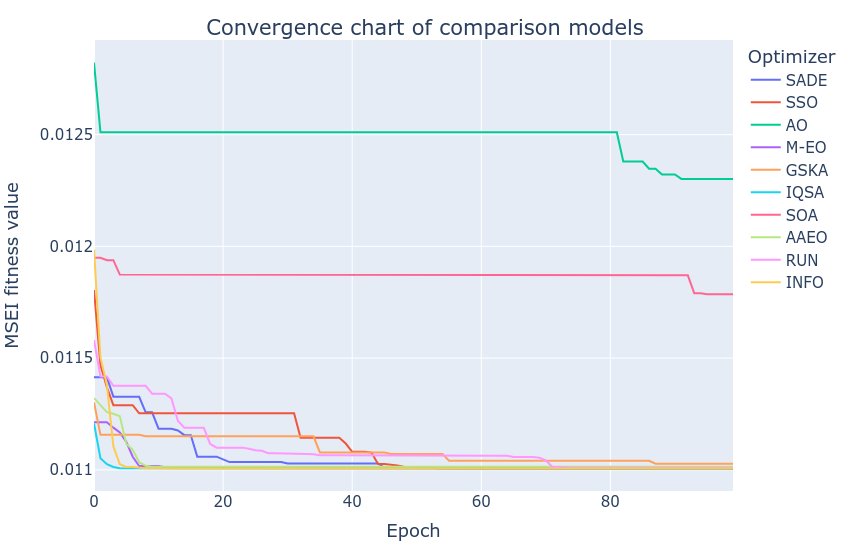 Convergence chart of comparison models
Optimizer
SADE
SSO
AO
M-EO
GSKA
IQSA
SOA
AAEO
RUN
INFO
MSEI fitness value
0.0125
0.012
0.0115
0.011
0
20
40
60
80
Epoch